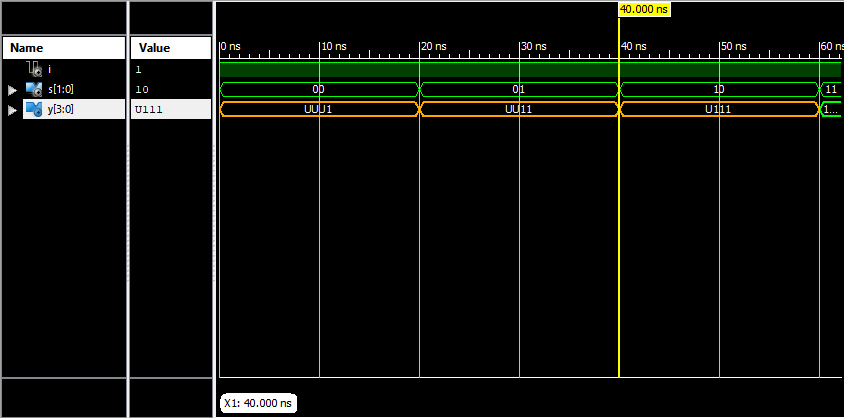 40.000 ns
Name Value 0 ns 10 ns 20 ns 30 ns 40 ns 50 ns 60 ns
i 1
s[1:0] 10 00 01 10 11
y[3:0] U111 UUU1 UU11 U111 1...
X1: 40.000 ns